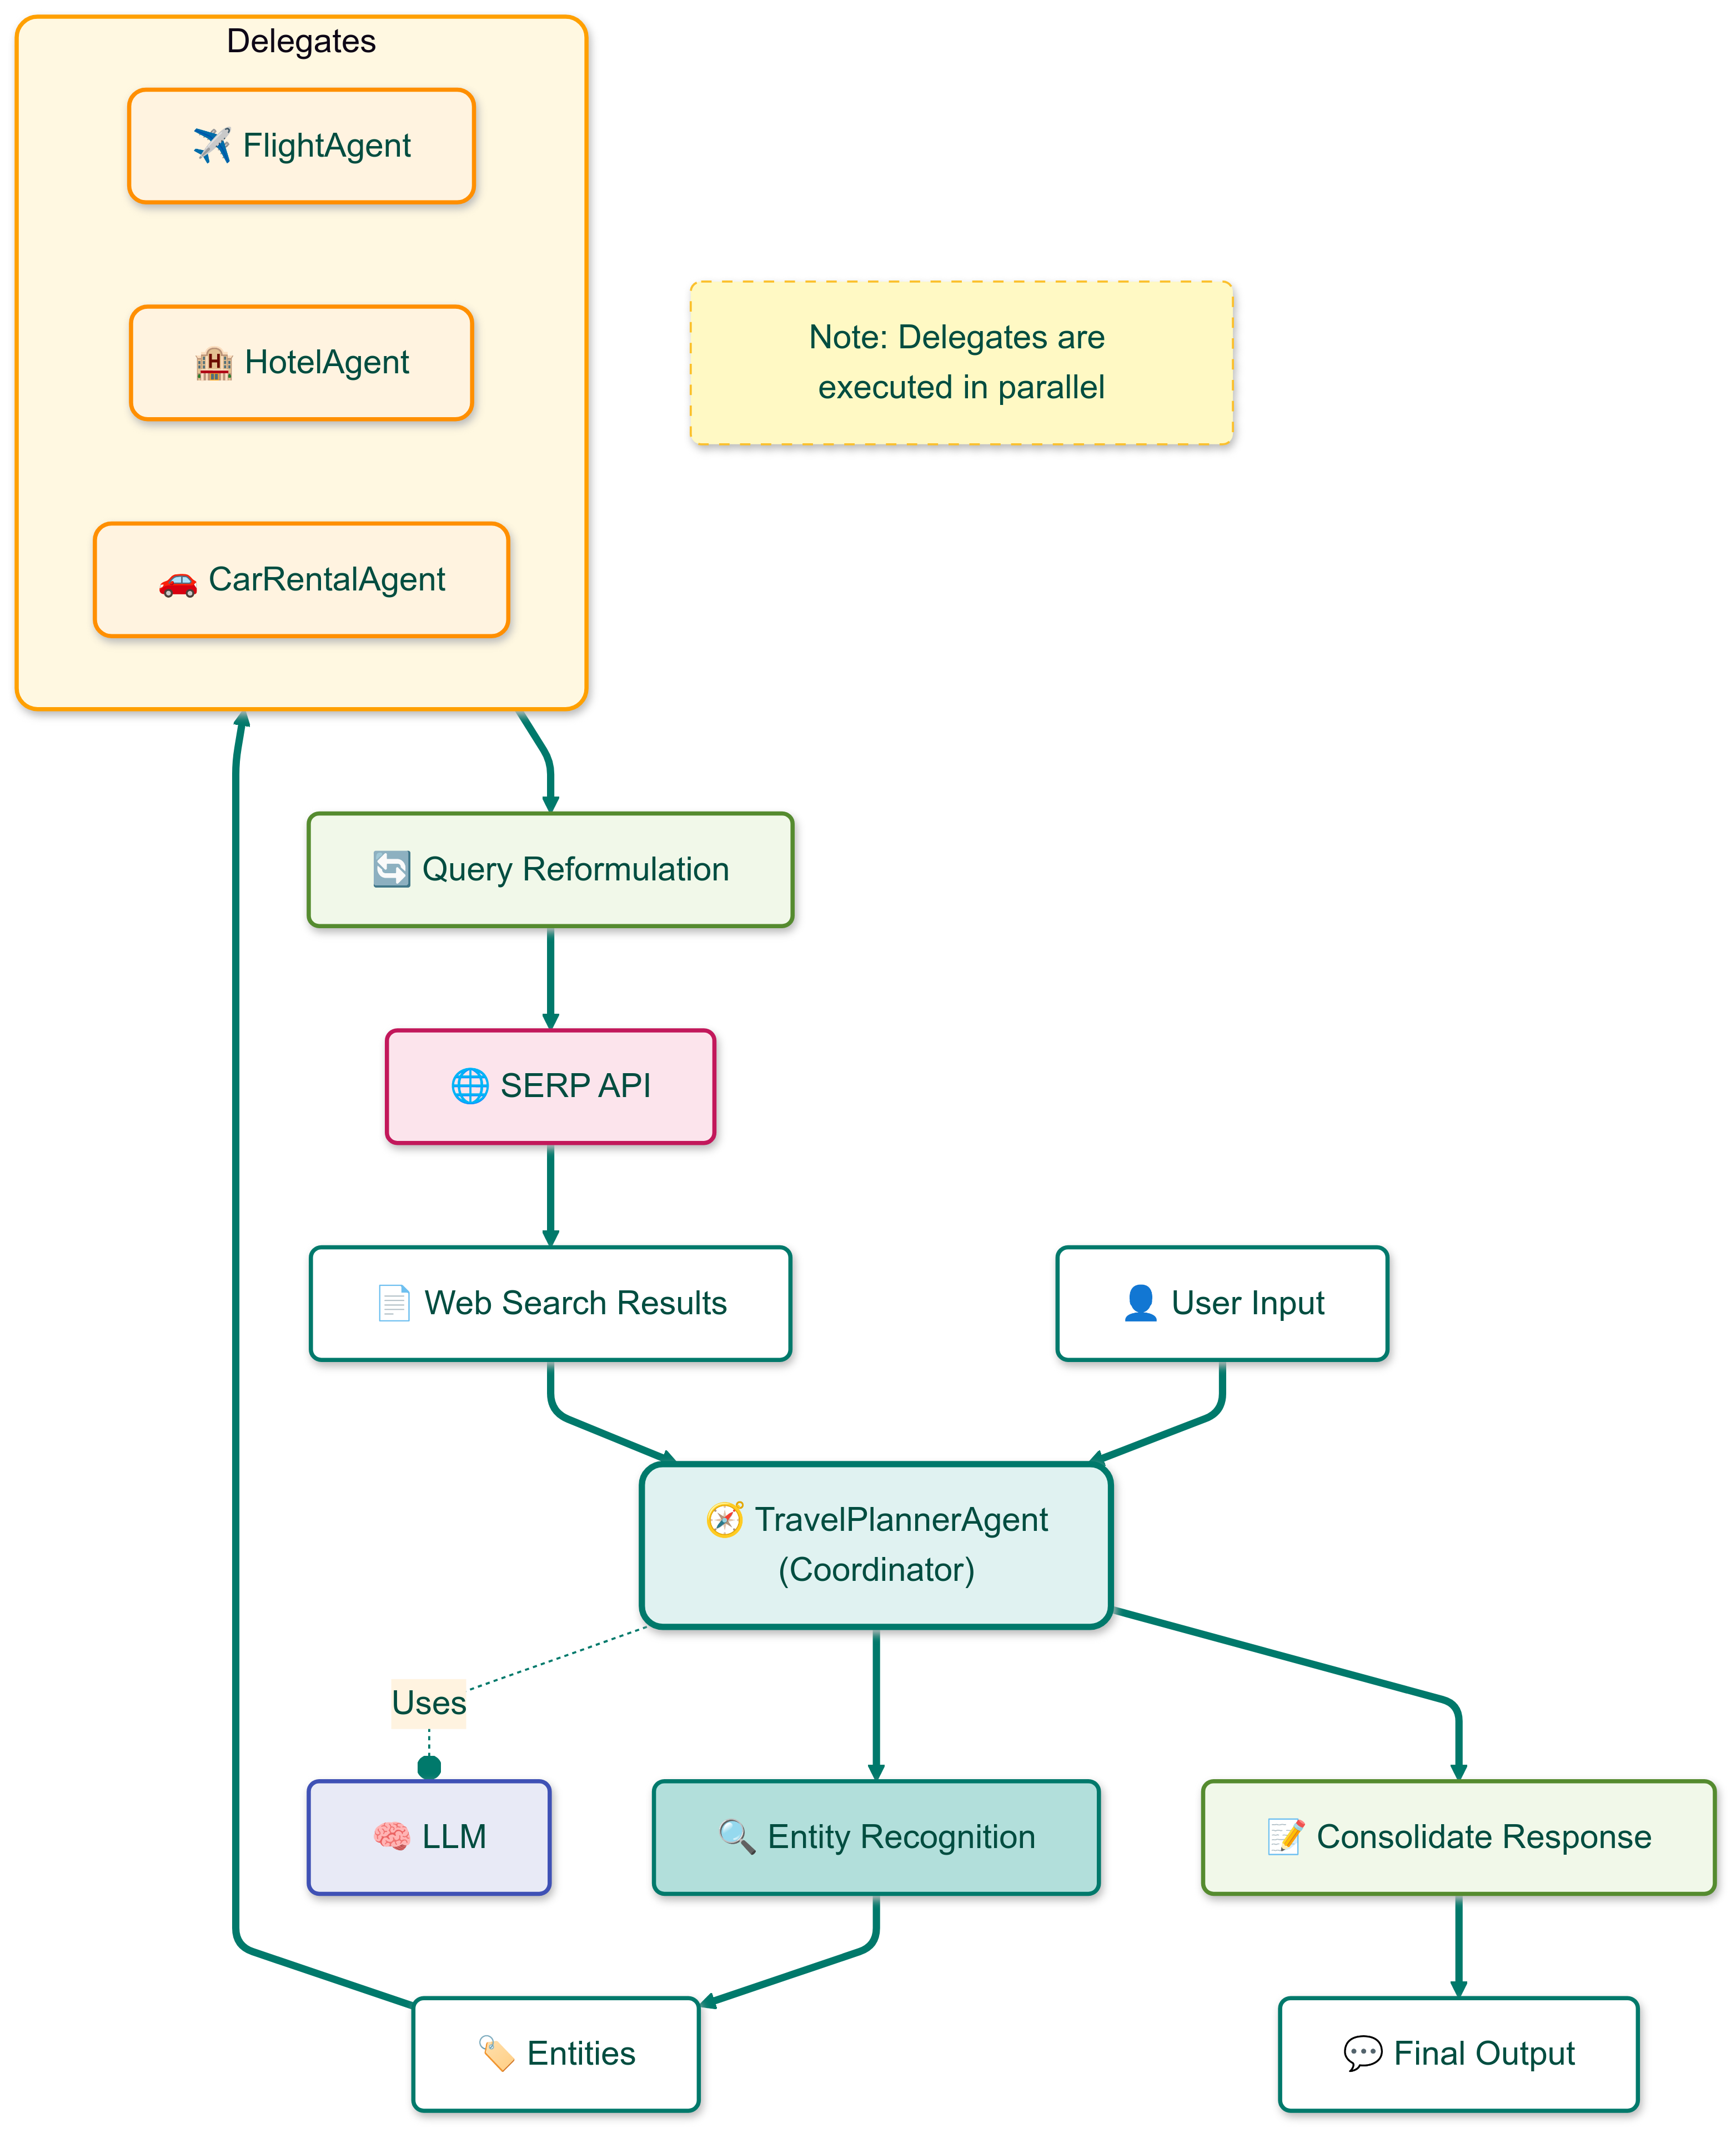 Delegates
FlightAgent
HotelAgent
Note: Delegates are
executed in parallel
CarRentalAgent
Query Reformulation
SERP API
Web Search Results
User Input
TravelPlannerAgent
(Coordinator)
Uses
LLM
Entity Recognition
Consolidate Response
Entities
Final Output